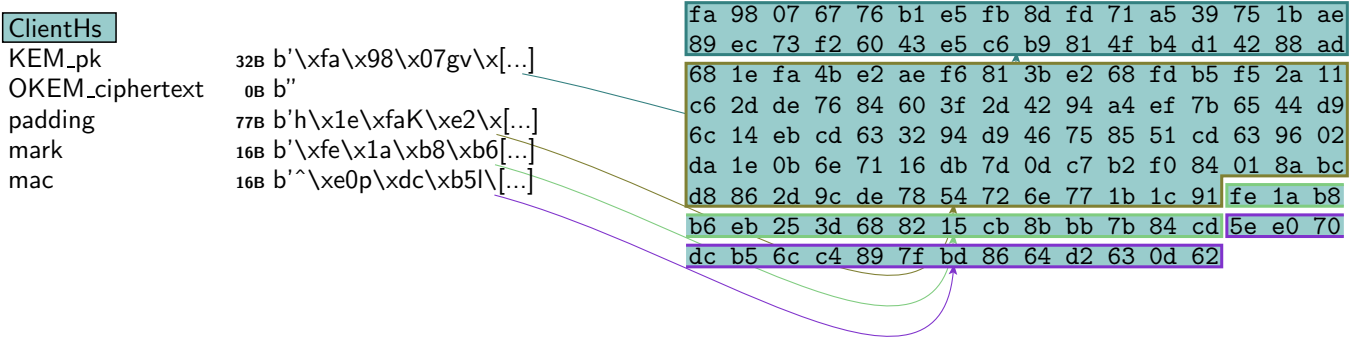 ClientHs
KEM_pk 32B b'\xfa\x98\x07gv\x[...]
OKEM_ciphertext 0B b''
padding 77B b'h\x1e\xfaK\xe2\x[...]
mark 16B b'\xfe\x1a\xb8\xb6[...]
mac 16B b'^\xe0p\xdc\xb5l\[...]
fa 98 07 67 76 b1 e5 fb 8d fd 71 a5 39 75 1b ae
89 ec 73 f2 60 43 e5 c6 b9 81 4f b4 d1 42 88 ad
68 1e fa 4b e2 ae f6 81 3b e2 68 fd b5 f5 2a 11
c6 2d de 76 84 60 3f 2d 42 94 a4 ef 7b 65 44 d9
6c 14 eb cd 63 32 94 d9 46 75 85 51 cd 63 96 02
da 1e 0b 6e 71 16 db 7d 0d c7 b2 f0 84 01 8a bc
d8 86 2d 9c de 78 54 72 6e 77 1b 1c 91 fe 1a b8
b6 eb 25 3d 68 82 15 cb 8b bb 7b 84 cd 5e e0 70
dc b5 6c c4 89 7f bd 86 64 d2 63 0d 62